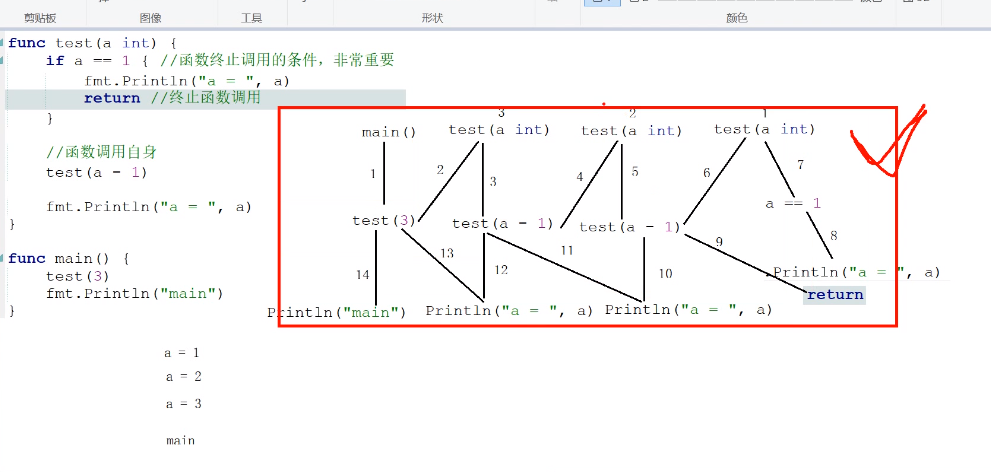 剪贴板 图像 工具 形状 颜色
func test(a int) {
if a == 1 { //函数终止调用的条件，非常重要
fmt.Println("a = ", a)
return //终止函数调用
}
//函数调用自身
test(a - 1)
fmt.Println("a = ", a)
}
func main() {
test(3)
fmt.Println("main")
}
3 2 1
main() test(a int) test(a int) test(a int)
1 2 3 4 5 6 7
test(3) test(a - 1) test(a - 1) a == 1
8
14 13 12 11 10 9
Println("a = ", a)
return
Println("main") Println("a = ", a) Println("a = ", a)
a = 1
a = 2
a = 3
main